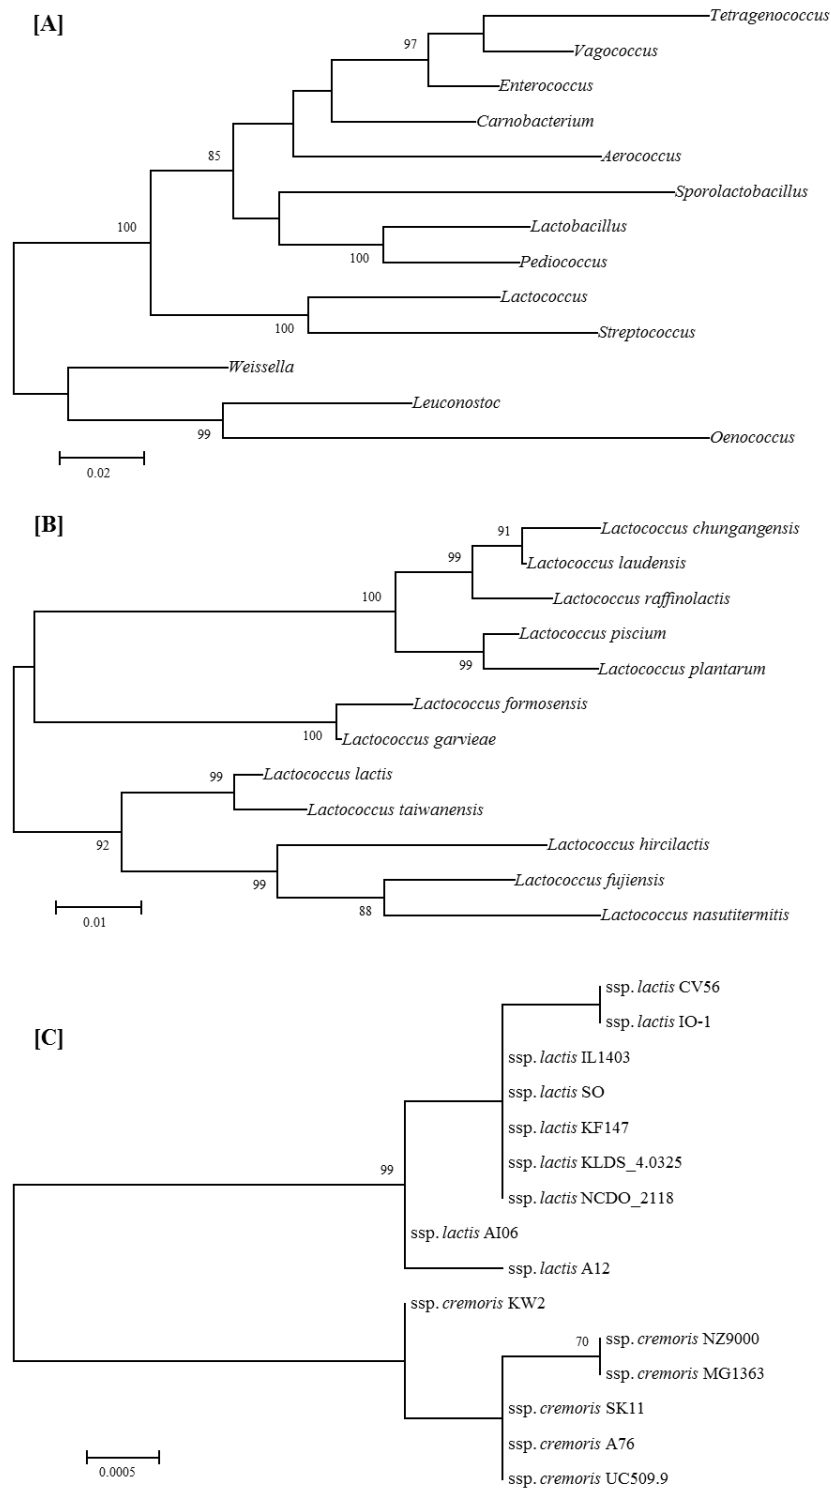 [A]
Tetragenococcus
97
Vagococcus
Enterococcus
Carnobacterium
85
Aerococcus
Sporolactobacillus
100
Lactobacillus
100
Pediococcus
Lactococcus
100
Streptococcus
Weissella
Leuconostoc
99
Oenococcus
0.02
[B]
91
Lactococcus chungangensis
99
Lactococcus laudensis
100
Lactococcus raffinolactis
Lactococcus piscium
99
Lactococcus plantarum
Lactococcus formosensis
100
Lactococcus garvieae
99
Lactococcus lactis
Lactococcus taiwanensis
92
Lactococcus hircilactis
99
Lactococcus fujiensis
88
Lactococcus nasutitermitis
0.01
[C]
ssp. lactis CV56
ssp. lactis IO-1
ssp. lactis IL1403
ssp. lactis SO
ssp. lactis KF147
ssp. lactis KLDS_4.0325
99
ssp. lactis NCDO_2118
ssp. lactis AI06
ssp. lactis A12
ssp. cremoris KW2
70
ssp. cremoris NZ9000
ssp. cremoris MG1363
ssp. cremoris SK11
ssp. cremoris A76
0.0005
ssp. cremoris UC509.9